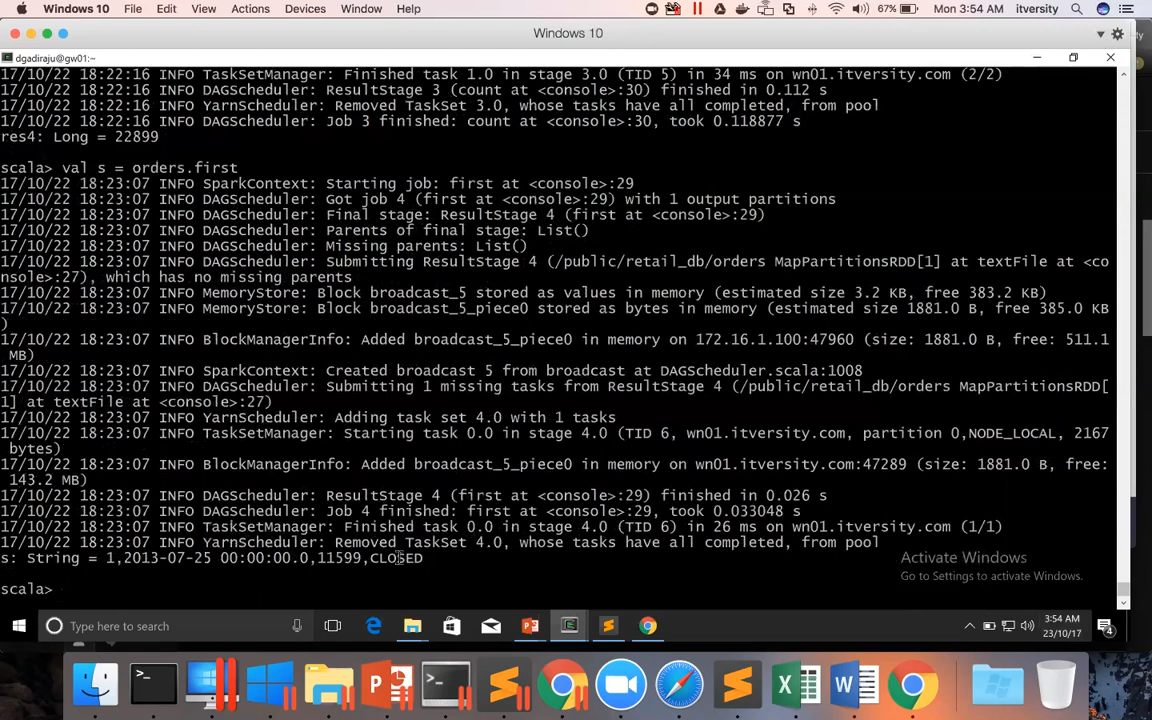 Windows 10 File Edit View Actions Devices Window Help 67% Mon 3:54 AM itversity
Windows 10
dgadiraju@gw01:~
17/10/22 18:22:16 INFO TaskSetManager: Finished task 1.0 in stage 3.0 (TID 5) in 34 ms on wn01.itversity.com (2/2)
17/10/22 18:22:16 INFO DAGScheduler: ResultStage 3 (count at <console>:30) finished in 0.112 s
17/10/22 18:22:16 INFO YarnScheduler: Removed TaskSet 3.0, whose tasks have all completed, from pool
17/10/22 18:22:16 INFO DAGScheduler: Job 3 finished: count at <console>:30, took 0.118877 s
res4: Long = 22899
scala> val s = orders.first
17/10/22 18:23:07 INFO SparkContext: Starting job: first at <console>:29
17/10/22 18:23:07 INFO DAGScheduler: Got job 4 (first at <console>:29) with 1 output partitions
17/10/22 18:23:07 INFO DAGScheduler: Final stage: ResultStage 4 (first at <console>:29)
17/10/22 18:23:07 INFO DAGScheduler: Parents of final stage: List()
17/10/22 18:23:07 INFO DAGScheduler: Missing parents: List()
17/10/22 18:23:07 INFO DAGScheduler: Submitting ResultStage 4 (/public/retail_db/orders MapPartitionsRDD[1] at textFile at <co
nsole>:27), which has no missing parents
17/10/22 18:23:07 INFO MemoryStore: Block broadcast_5 stored as values in memory (estimated size 3.2 KB, free 383.2 KB)
17/10/22 18:23:07 INFO MemoryStore: Block broadcast_5_piece0 stored as bytes in memory (estimated size 1881.0 B, free 385.0 KB
)
17/10/22 18:23:07 INFO BlockManagerInfo: Added broadcast_5_piece0 in memory on 172.16.1.100:47960 (size: 1881.0 B, free: 511.1
MB)
17/10/22 18:23:07 INFO SparkContext: Created broadcast 5 from broadcast at DAGScheduler.scala:1008
17/10/22 18:23:07 INFO DAGScheduler: Submitting 1 missing tasks from ResultStage 4 (/public/retail_db/orders MapPartitionsRDD[
1] at textFile at <console>:27)
17/10/22 18:23:07 INFO YarnScheduler: Adding task set 4.0 with 1 tasks
17/10/22 18:23:07 INFO TaskSetManager: Starting task 0.0 in stage 4.0 (TID 6, wn01.itversity.com, partition 0,NODE_LOCAL, 2167
bytes)
17/10/22 18:23:07 INFO BlockManagerInfo: Added broadcast_5_piece0 in memory on wn01.itversity.com:47289 (size: 1881.0 B, free:
143.2 MB)
17/10/22 18:23:07 INFO DAGScheduler: ResultStage 4 (first at <console>:29) finished in 0.026 s
17/10/22 18:23:07 INFO DAGScheduler: Job 4 finished: first at <console>:29, took 0.033048 s
17/10/22 18:23:07 INFO TaskSetManager: Finished task 0.0 in stage 4.0 (TID 6) in 26 ms on wn01.itversity.com (1/1)
17/10/22 18:23:07 INFO YarnScheduler: Removed TaskSet 4.0, whose tasks have all completed, from pool
s: String = 1,2013-07-25 00:00:00.0,11599,CLOSED
Activate Windows
Go to Settings to activate Windows.
scala>
Type here to search
3:54 AM
23/10/17
4